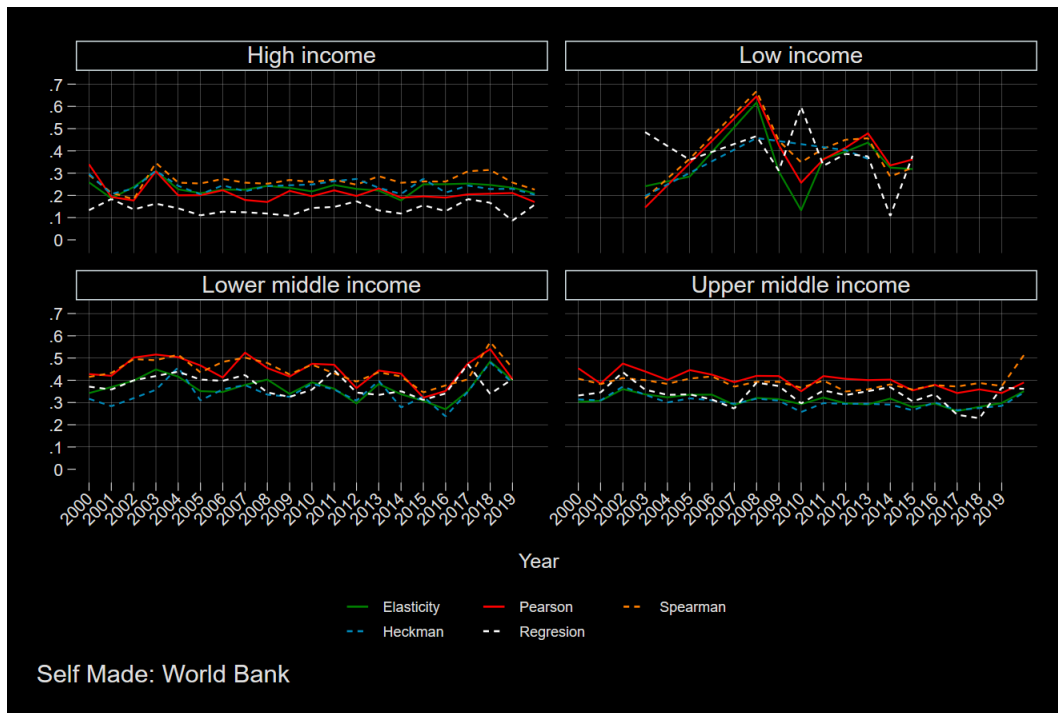 High income
Low income
.7
.6
.5
.4
.3
.2
.1
0
Lower middle income
Upper middle income
.7
.6
.5
.4
.3
.2
.1
0
2000 2001 2002 2003 2004 2005 2006 2007 2008 2009 2010 2011 2012 2013 2014 2015 2016 2017 2018 2019
2000 2001 2002 2003 2004 2005 2006 2007 2008 2009 2010 2011 2012 2013 2014 2015 2016 2017 2018 2019
Year
Elasticity Pearson Spearman
Heckman Regresion
Self Made: World Bank